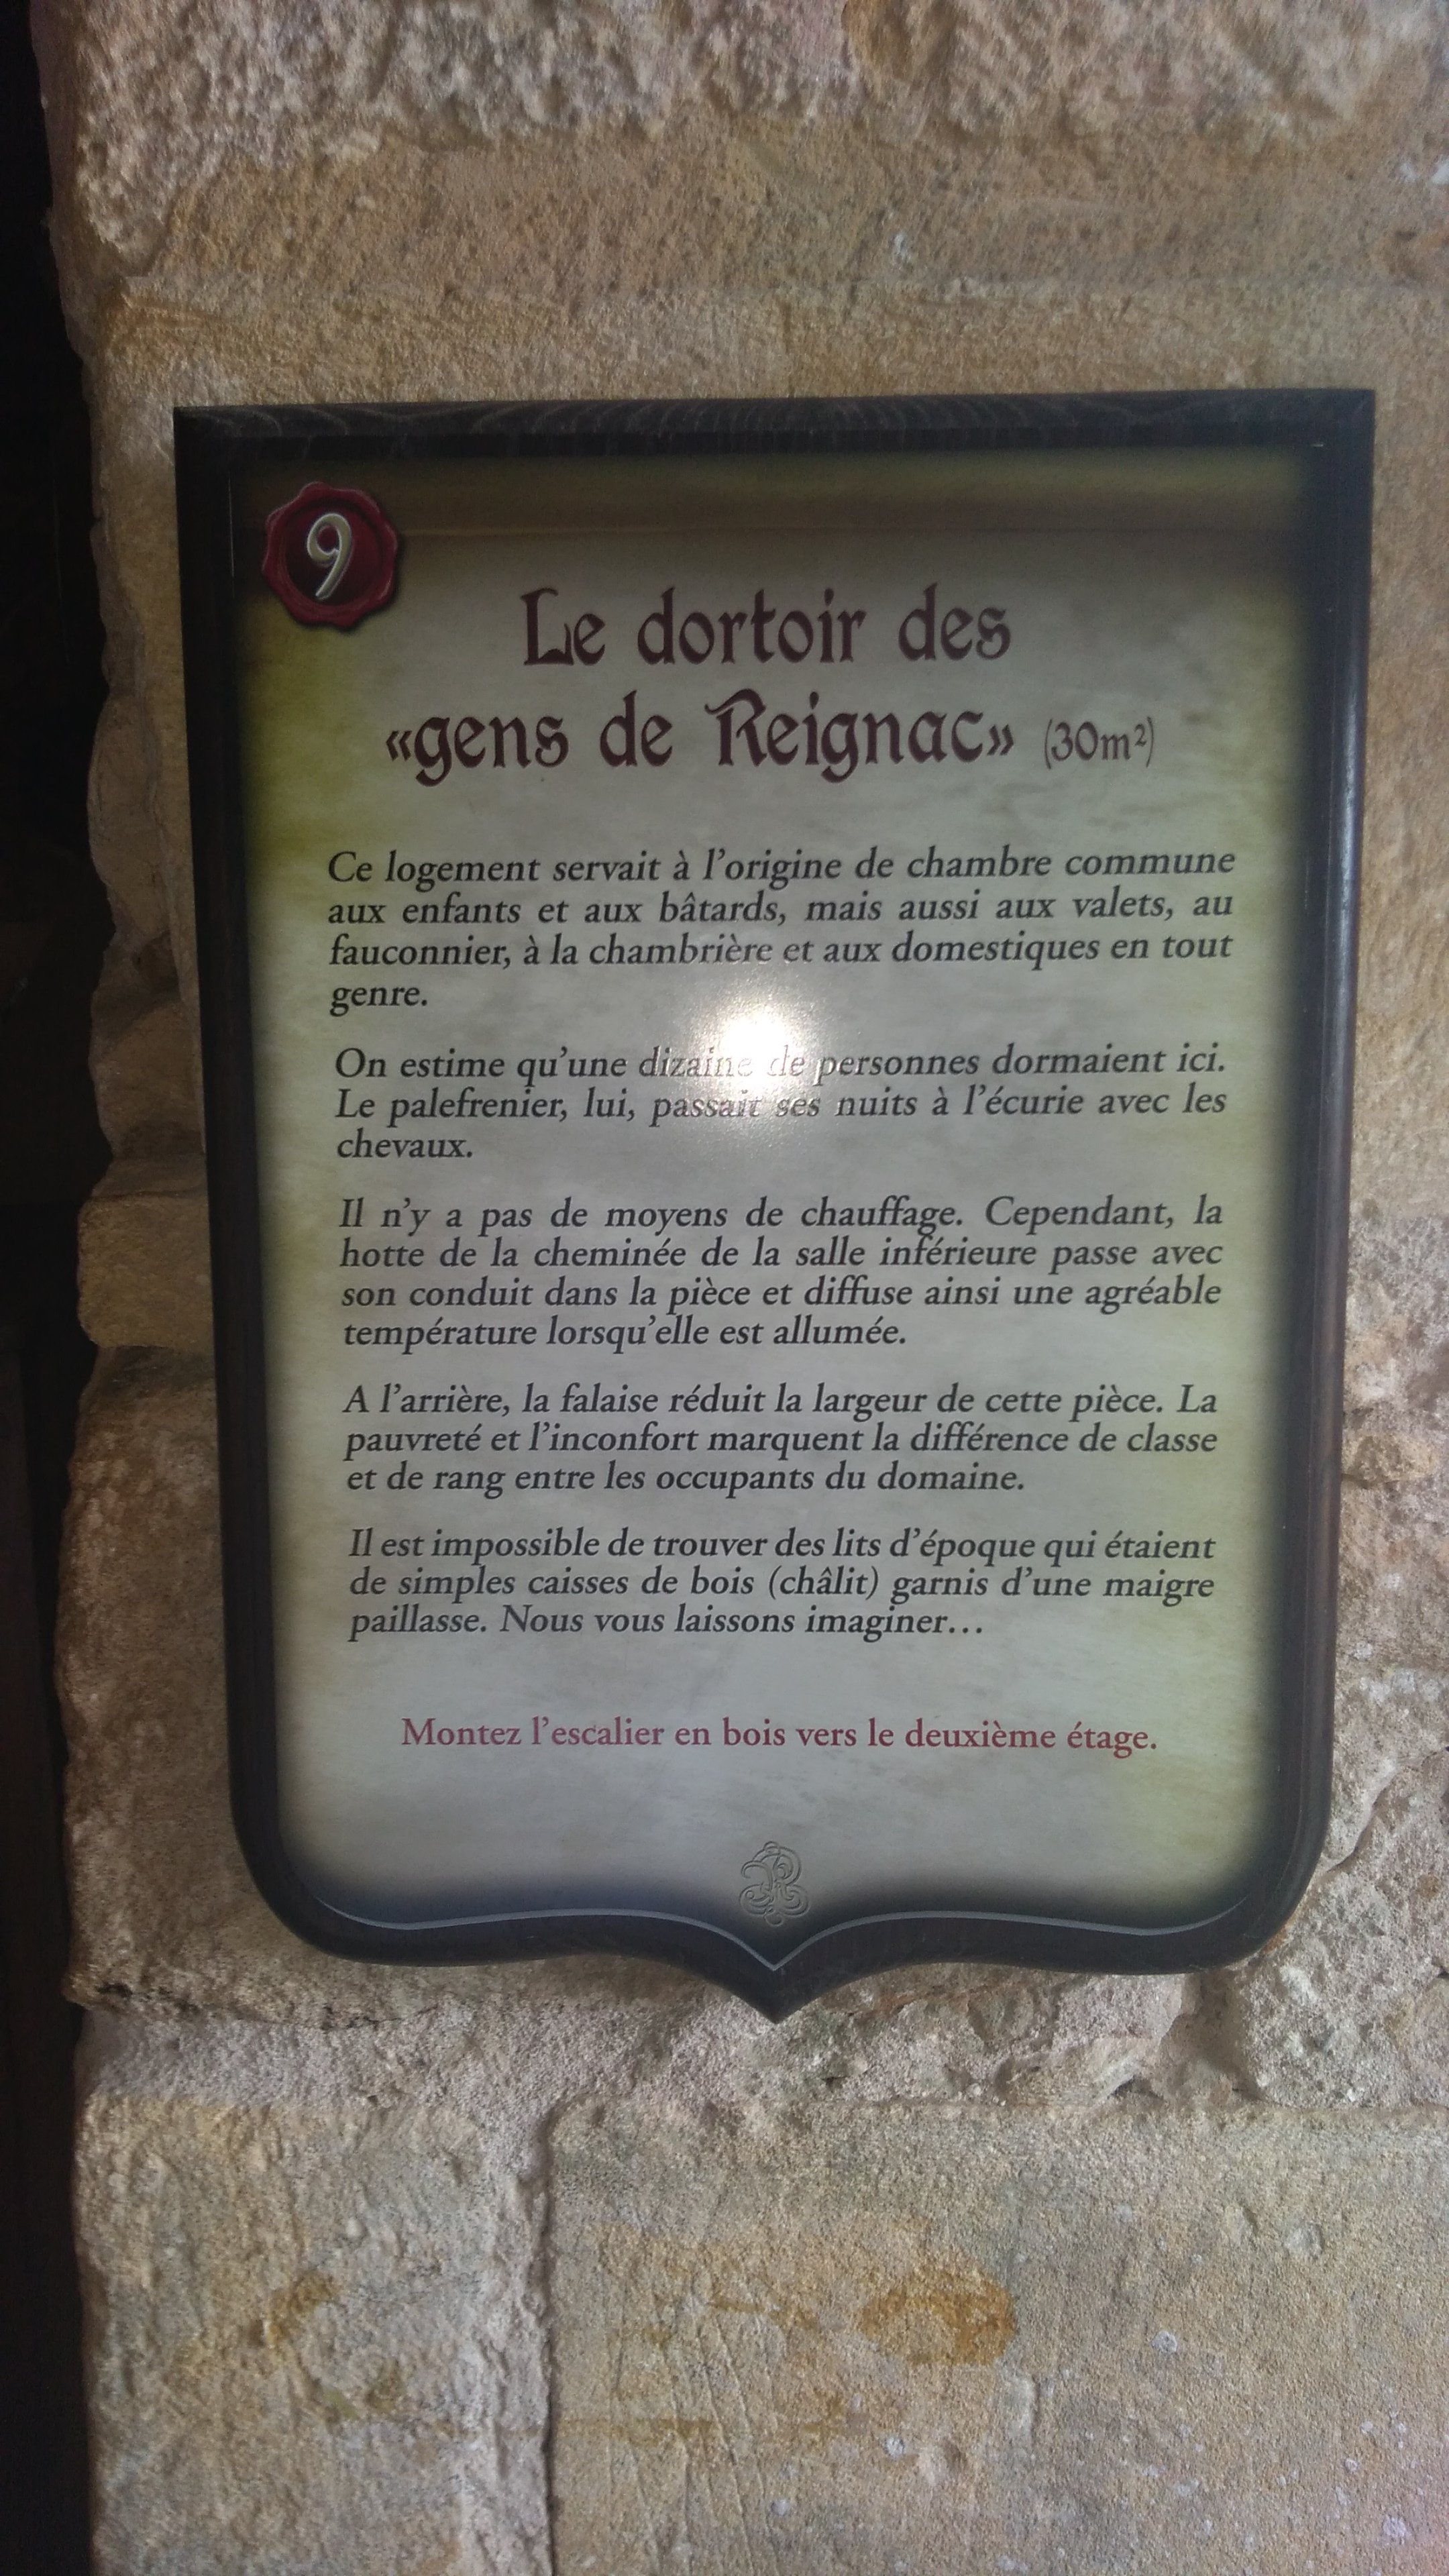 9
Le dortoir des
«gens de Reignac» (30m²)
Ce logement servait à l'origine de chambre commune
aux enfants et aux bâtards, mais aussi aux valets, au
fauconnier, à la chambrière et aux domestiques en tout
genre.
On estime qu'une dizaine de personnes dormaient ici.
Le palefrenier, lui, passait ses nuits à l'écurie avec les
chevaux.
Il n'y a pas de moyens de chauffage. Cependant, la
hotte de la cheminée de la salle inférieure passe avec
son conduit dans la pièce et diffuse ainsi une agréable
température lorsqu'elle est allumée.
A l'arrière, la falaise réduit la largeur de cette pièce. La
pauvreté et l'inconfort marquent la différence de classe
et de rang entre les occupants du domaine.
Il est impossible de trouver des lits d'époque qui étaient
de simples caisses de bois (châlit) garnis d'une maigre
paillasse. Nous vous laissons imaginer...
Montez l'escalier en bois vers le deuxième étage.